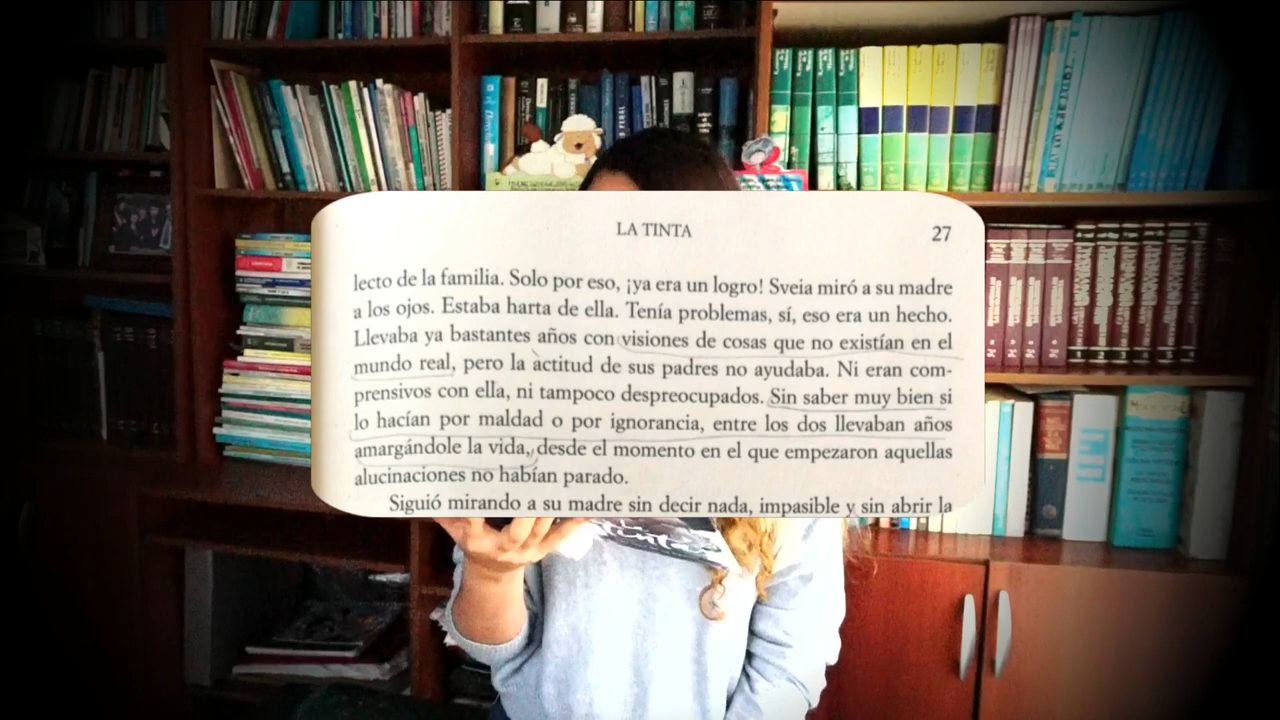 LA TINTA
27
lecto de la familia. Solo por eso, ¡ya era un logro! Sveia miró a su madre
a los ojos. Estaba harta de ella. Tenía problemas, sí, eso era un hecho.
Llevaba ya bastantes años con visiones de cosas que no existían en el
mundo real, pero la actitud de sus padres no ayudaba. Ni eran com-
prensivos con ella, ni tampoco despreocupados. Sin saber muy bien si
lo hacían por maldad o por ignorancia, entre los dos llevaban años
amargándole la vida, desde el momento en el que empezaron aquellas
alucinaciones no habían parado.
Siguió mirando a su madre sin decir nada, impasible y sin abrir la